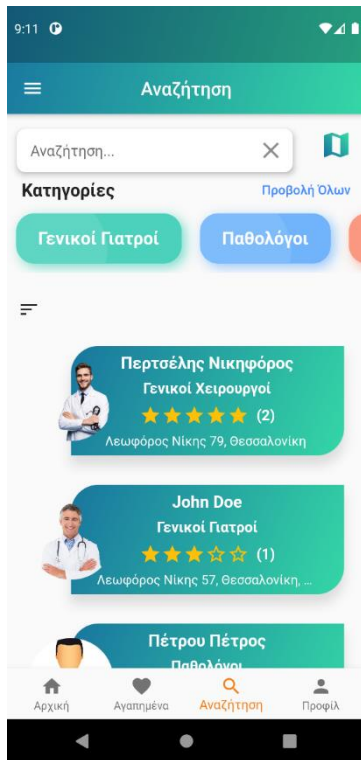 9:11
Αναζήτηση
Αναζήτηση...
Κατηγορίες
Προβολή Όλων
Γενικοί Γιατροί
Παθολόγοι
Περτσέλης Νικηφόρος
Γενικοί Χειρουργοί
(2)
Λεωφόρος Νίκης 79, Θεσσαλονίκη
John Doe
Γενικοί Γιατροί
(1)
Λεωφόρος Νίκης 57, Θεσσαλονίκη, ...
Πέτρου Πέτρος
Παθολόγοι
Αρχική
Αγαπημένα
Αναζήτηση
Προφίλ